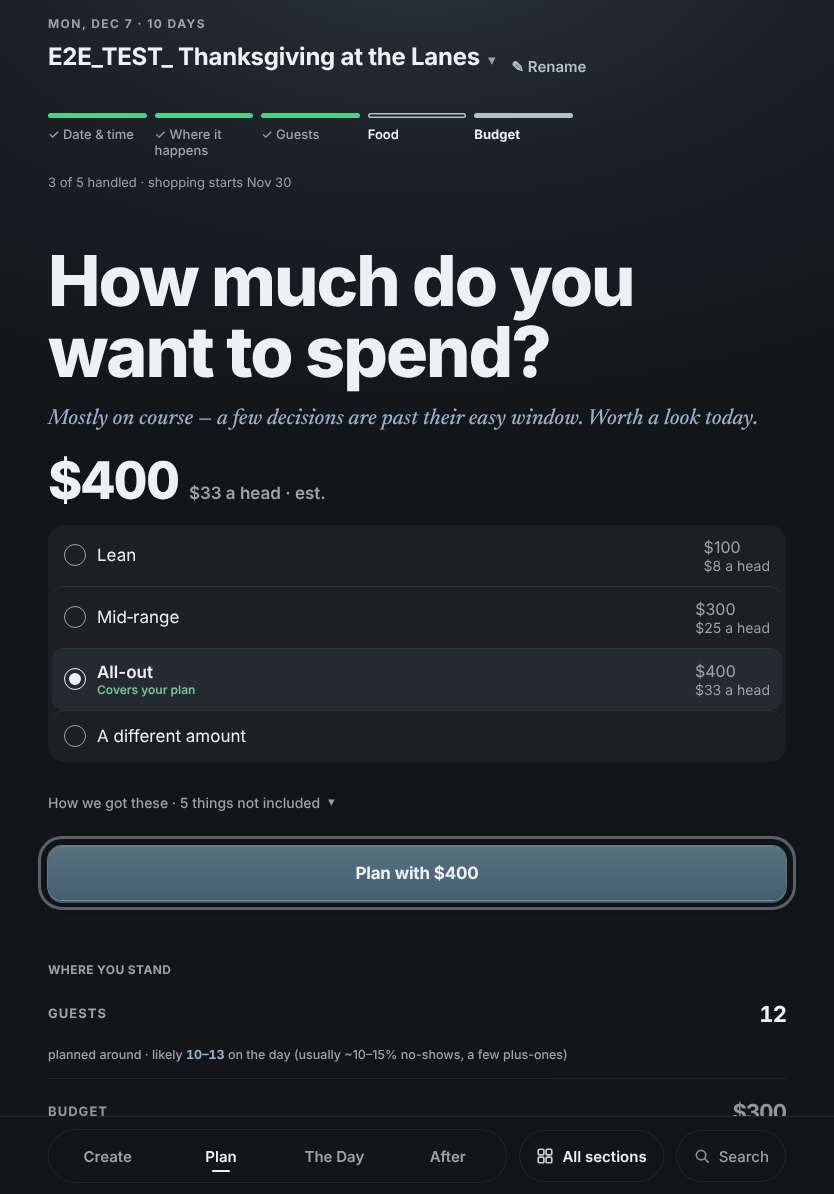 MON, DEC 7 · 10 DAYS
E2E_TEST_ Thanksgiving at the Lanes ▾ ✎ Rename
✓ Date & time
✓ Where it happens
✓ Guests
Food
Budget
3 of 5 handled · shopping starts Nov 30
How much do you
want to spend?
Mostly on course – a few decisions are past their easy window. Worth a look today.
$400 $33 a head · est.
Lean
$100
$8 a head
Mid-range
$300
$25 a head
All-out
Covers your plan
$400
$33 a head
A different amount
How we got these · 5 things not included ▾
Plan with $400
WHERE YOU STAND
GUESTS 12
planned around · likely 10–13 on the day (usually ~10–15% no-shows, a few plus-ones)
BUDGET $300
Create Plan The Day After All sections Search